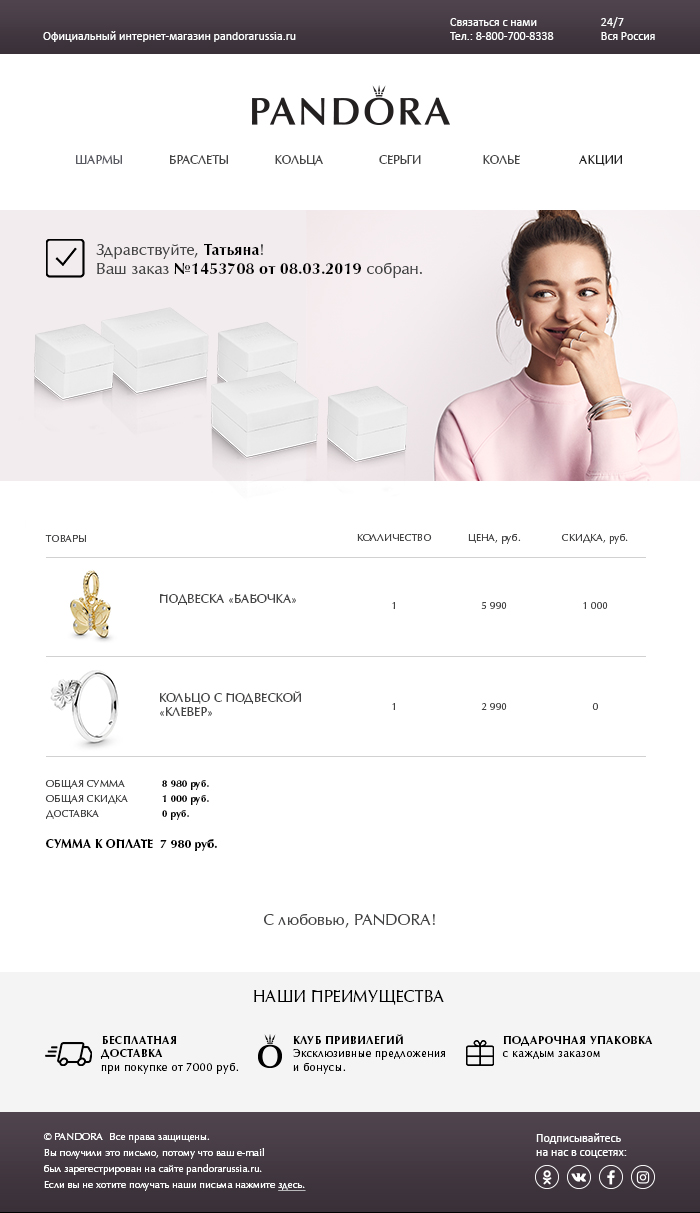 Официальный интернет-магазин pandorarussia.ru
Связаться с нами
Тел.: 8-800-700-8338
24/7
Вся Россия
PANDORA
ШАРМЫ БРАСЛЕТЫ КОЛЬЦА СЕРЬГИ КОЛЬЕ АКЦИИ
Здравствуйте, Татьяна!
Ваш заказ №1453708 от 08.03.2019 собран.
ТОВАРЫ КОЛЛИЧЕСТВО ЦЕНА, руб. СКИДКА, руб.
ПОДВЕСКА «БАБОЧКА» 1 5 990 1 000
КОЛЬЦО С ПОДВЕСКОЙ
«КЛЕВЕР» 1 2 990 0
ОБЩАЯ СУММА 8 980 руб.
ОБЩАЯ СКИДКА 1 000 руб.
ДОСТАВКА 0 руб.
СУММА К ОПЛАТЕ 7 980 руб.
С любовью, PANDORA!
НАШИ ПРЕИМУЩЕСТВА
БЕСПЛАТНАЯ
ДОСТАВКА
при покупке от 7000 руб.
КЛУБ ПРИВИЛЕГИЙ
Эксклюзивные предложения
и бонусы.
ПОДАРОЧНАЯ УПАКОВКА
с каждым заказом
© PANDORA Все права защищены.
Вы получили это письмо, потому что ваш e-mail
был зарегестрирован на сайте pandorarussia.ru.
Если вы не хотите получать наши письма нажмите здесь.
Подписывайтесь
на нас в соцсетях: